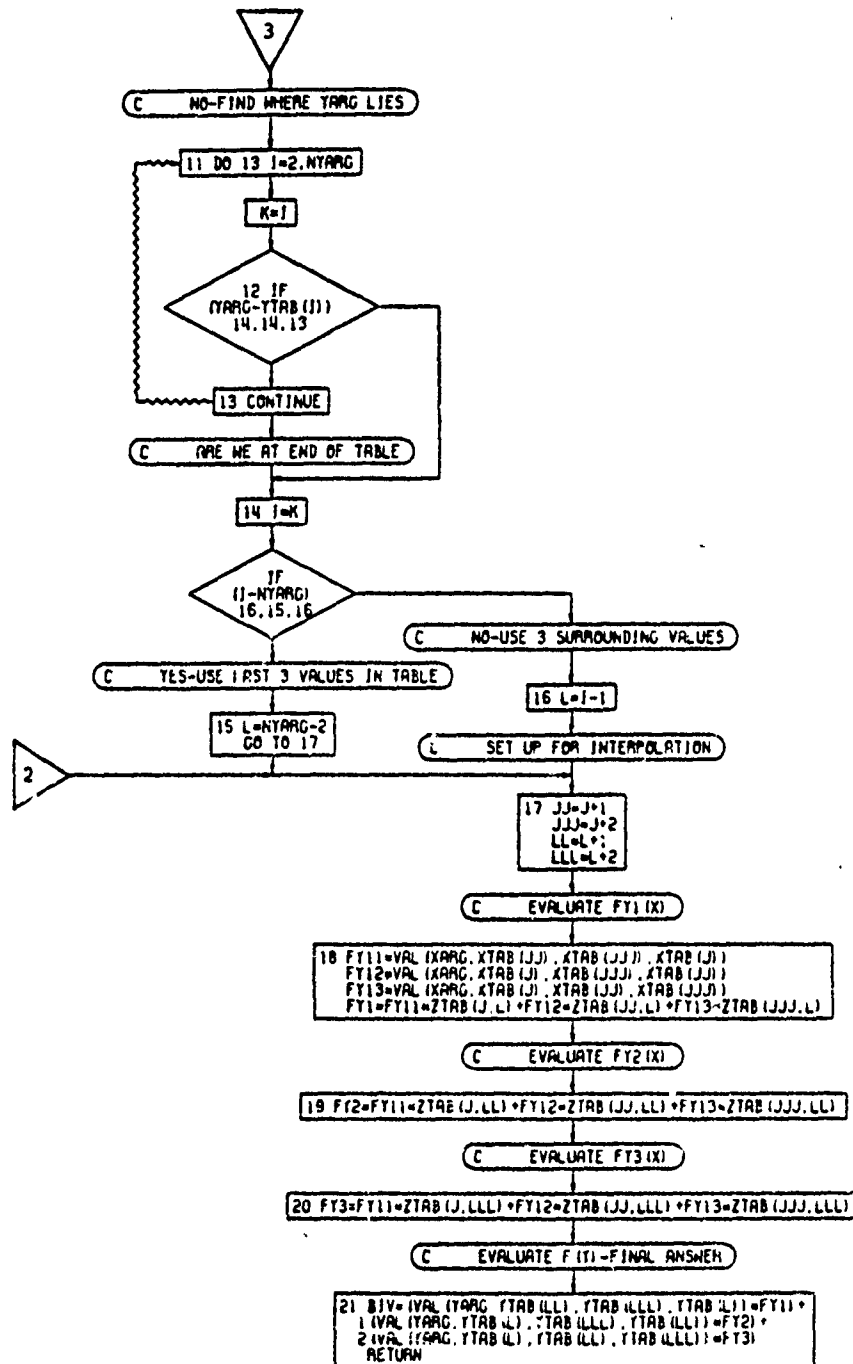 3
C NO-FIND WHERE YARG LIES
11 DO 13 I=2,NYARG
K=I
12 IF
(YARG-YTAB(I))
14,14,13
13 CONTINUE
C ARE WE AT END OF TABLE
14 I=K
IF
(I-NYARG)
16,15,16
C NO-USE 3 SURROUNDING VALUES
C YES-USE IRST 3 VALUES IN TABLE
16 L=I-1
15 L=NYARG-2
GO TO 17
C SET UP FOR INTERPOLATION
2
17 JJ=J+1
JJJ=J+2
LL=L+1
LLL=L+2
C EVALUATE FY1(X)
18 FY11=VAL(XARG,XTAB(JJ),XTAB(JJJ),XTAB(J))
FY12=VAL(XARG,XTAB(J),XTAB(JJJ),XTAB(JJ))
FY13=VAL(XARG,XTAB(J),XTAB(JJ),XTAB(JJJ))
FY1=FY11*ZTAB(J,L)+FY12*ZTAB(JJ,L)+FY13*ZTAB(JJJ,L)
C EVALUATE FY2(X)
19 FY2=FY11*ZTAB(J,LL)+FY12*ZTAB(JJ,LL)+FY13*ZTAB(JJJ,LL)
C EVALUATE FY3(X)
20 FY3=FY11*ZTAB(J,LLL)+FY12*ZTAB(JJ,LLL)+FY13*ZTAB(JJJ,LLL)
C EVALUATE F(Y)-FINAL ANSWER
21 BIV=(VAL(YARG,YTAB(LL),YTAB(LLL),YTAB(L))*FY1)+
1(VAL(YARG,YTAB(L),YTAB(LLL),YTAB(LL))*FY2)+
2(VAL(YARG,YTAB(L),YTAB(LL),YTAB(LLL))*FY3)
RETURN